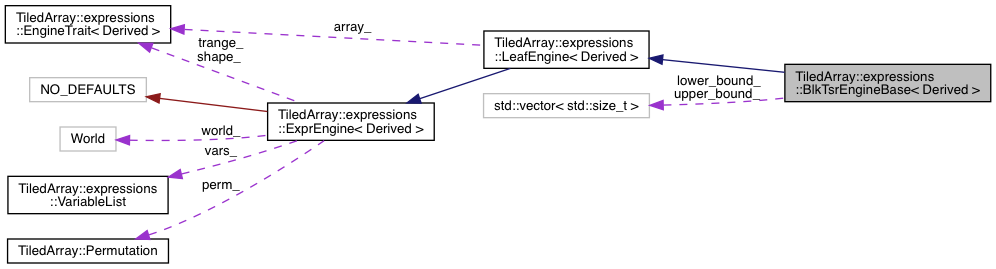 TiledArray::expressions
::EngineTrait< Derived >
array_
trange_
shape_
TiledArray::expressions
::LeafEngine< Derived >
TiledArray::expressions
::BlkTsrEngineBase< Derived >
lower_bound_
upper_bound_
std::vector< std::size_t >
NO_DEFAULTS
TiledArray::expressions
::ExprEngine< Derived >
World
world_
vars_
TiledArray::expressions
::VariableList
perm_
TiledArray::Permutation